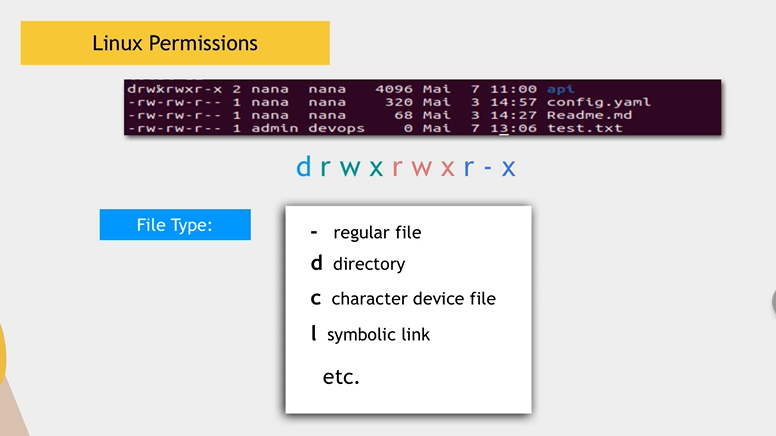 Linux Permissions
drwxrwxr-x 2 nana nana 4096 Mai 7 11:00 api
-rw-rw-r-- 1 nana nana 320 Mai 3 14:57 config.yaml
-rw-rw-r-- 1 nana nana 68 Mai 3 14:27 Readme.md
-rw-rw-r-- 1 admin devops 0 Mai 7 13:06 test.txt
d r w x r w x r - x
File Type:
- regular file
d directory
c character device file
l symbolic link
etc.